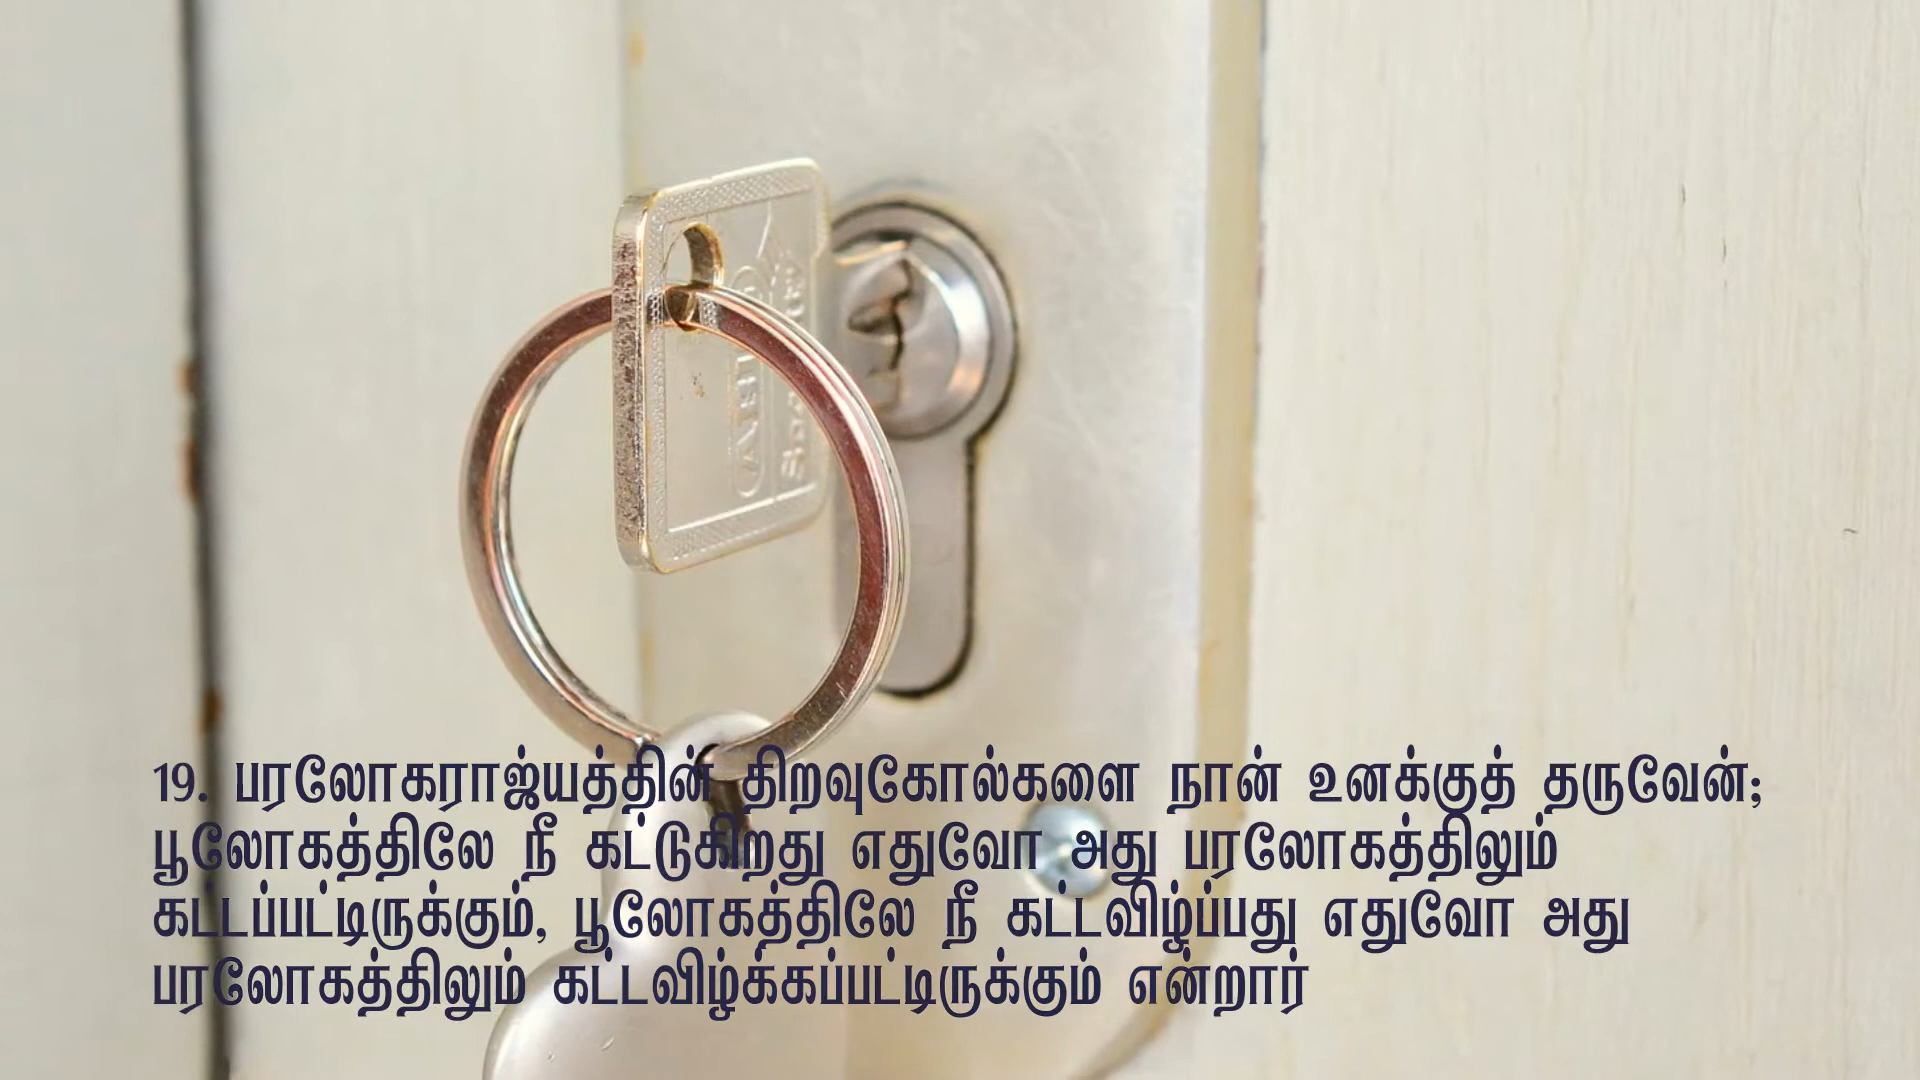 19. பரலோகராஜ்யத்தின் திறவுகோல்களை நான் உனக்குத் தருவேன்;
பூலோகத்திலே நீ கட்டுகிறது எதுவோ அது பரலோகத்திலும்
கட்டப்பட்டிருக்கும், பூலோகத்திலே நீ கட்டவிழ்ப்பது எதுவோ அது
பரலோகத்திலும் கட்டவிழ்க்கப்பட்டிருக்கும் என்றார்